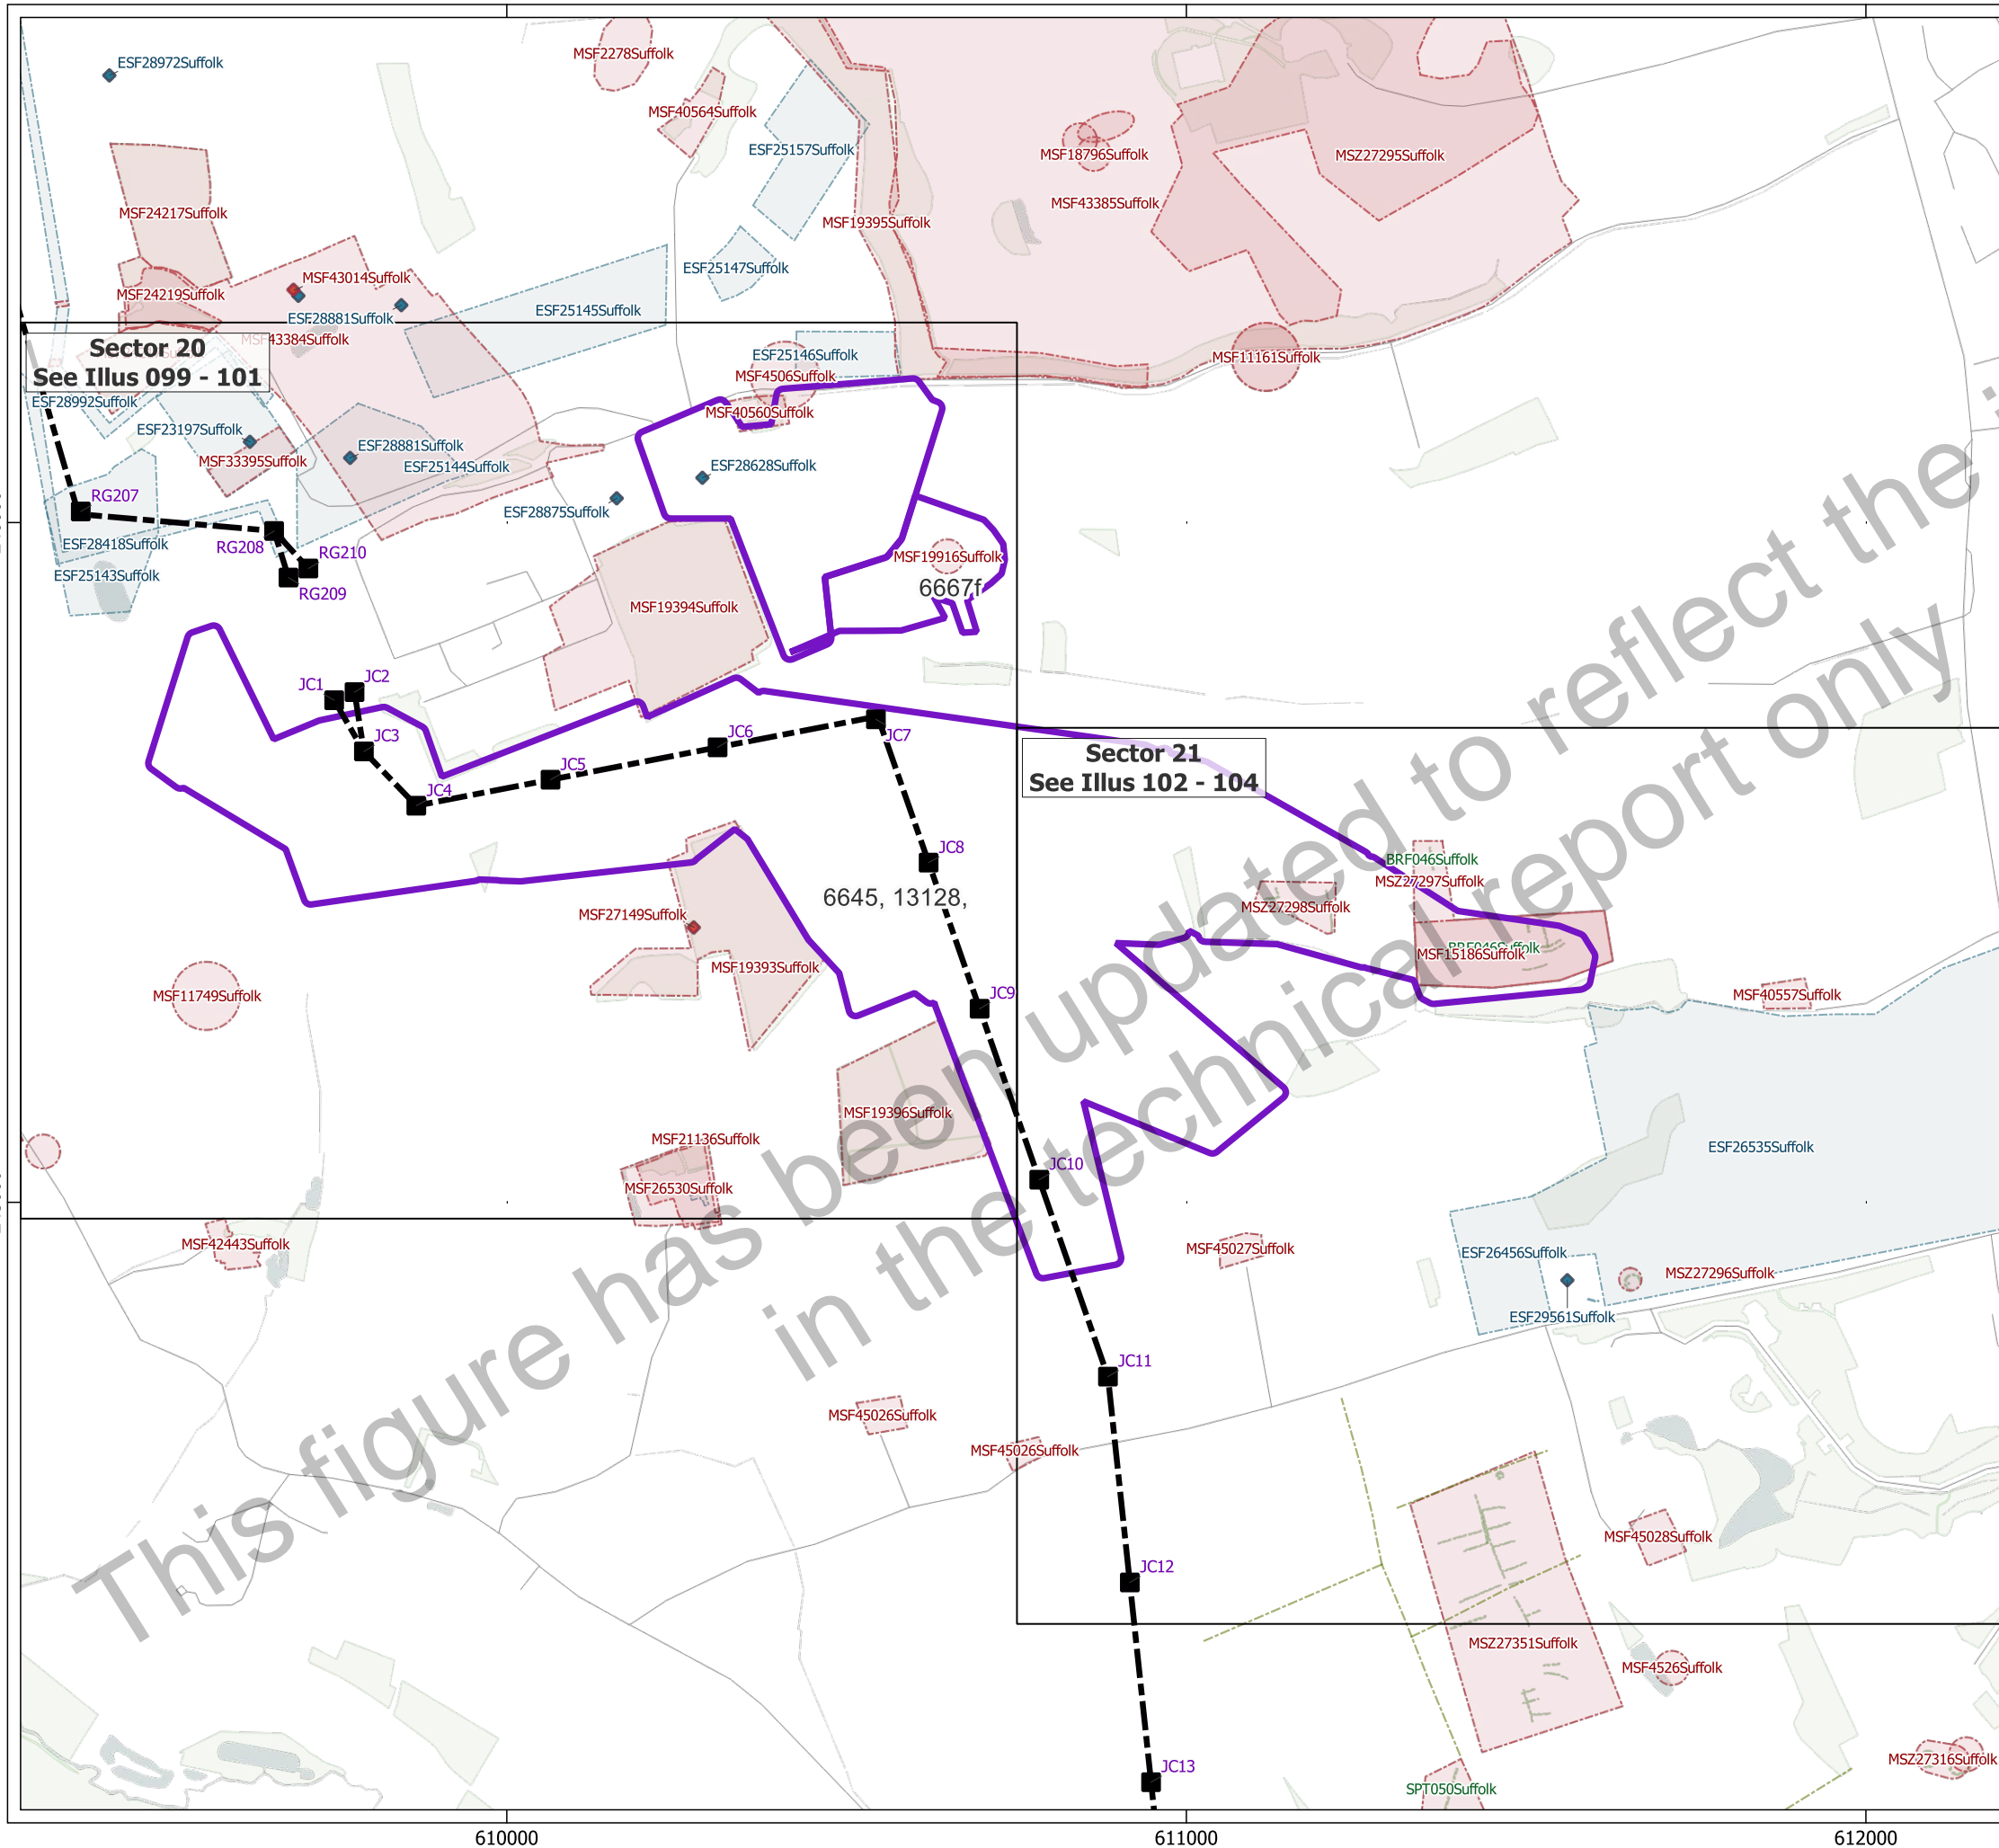 ESF28972Suffolk
MSF2278Suffolk
MSF40564Suffolk
ESF25157Suffolk
MSF18796Suffolk
MSZ27295Suffolk
MSF24217Suffolk
MSF19395Suffolk
MSF43385Suffolk
ESF25147Suffolk
MSF43014Suffolk
MSF24219Suffolk
ESF28881Suffolk
ESF25145Suffolk
MSF43384Suffolk
Sector 20
See Illus 099 - 101
ESF25146Suffolk
MSF11161Suffolk
MSF4506Suffolk
ESF28992Suffolk
MSF40560Suffolk
ESF23197Suffolk
ESF28881Suffolk
MSF33395Suffolk
ESF25144Suffolk
ESF28628Suffolk
RG207
ESF28875Suffolk
ESF28418Suffolk
RG208
RG210
MSF19916Suffolk
ESF25143Suffolk
RG209
6667f
MSF19394Suffolk
JC1
JC2
JC3
JC6
JC7
Sector 21
See Illus 102 - 104
JC5
JC4
JC8
BRF046Suffolk
MSZ27297Suffolk
6645, 13128,
MSZ27298Suffolk
MSF27149Suffolk
BRF046Suffolk
MSF15186Suffolk
MSF19393Suffolk
MSF11749Suffolk
JC9
MSF40557Suffolk
MSF19396Suffolk
MSF21136Suffolk
ESF26535Suffolk
JC10
MSF26530Suffolk
MSF42443Suffolk
MSF45027Suffolk
ESF26456Suffolk
MSZ27296Suffolk
ESF29561Suffolk
JC11
MSF45026Suffolk
MSF45026Suffolk
MSF45028Suffolk
JC12
MSZ27351Suffolk
MSF4526Suffolk
JC13
MSZ27316Suffolk
SPT050Suffolk
This figure has been updated to reflect the
in the technical report only
610000
611000
612000